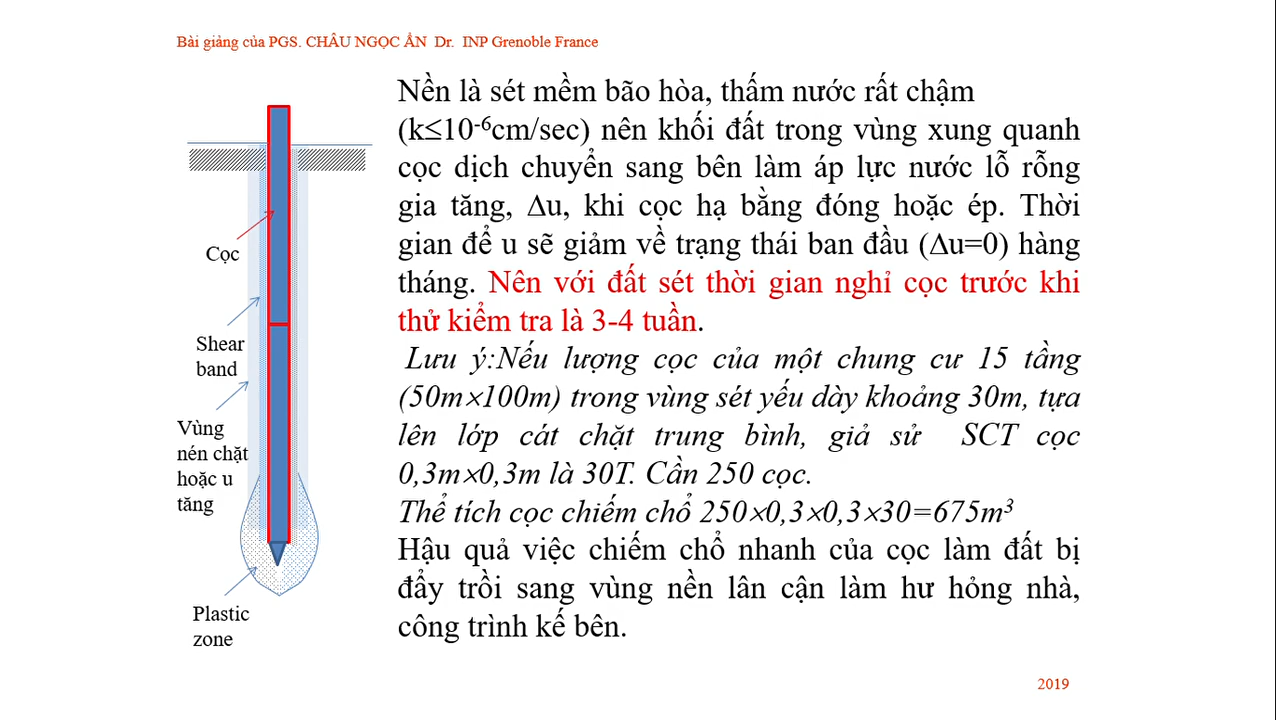 Bài giảng của PGS. CHÂU NGỌC ẨN Dr. INP Grenoble France
Nền là sét mềm bão hòa, thấm nước rất chậm
(k≤10⁻⁶cm/sec) nên khối đất trong vùng xung quanh
cọc dịch chuyển sang bên làm áp lực nước lỗ rỗng
gia tăng, Δu, khi cọc hạ bằng đóng hoặc ép. Thời
gian để u sẽ giảm về trạng thái ban đầu (Δu=0) hàng
tháng. Nên với đất sét thời gian nghỉ cọc trước khi
thử kiểm tra là 3-4 tuần.
Lưu ý:Nếu lượng cọc của một chung cư 15 tầng
(50m×100m) trong vùng sét yếu dày khoảng 30m, tựa
lên lớp cát chặt trung bình, giả sử SCT cọc
0,3m×0,3m là 30T. Cần 250 cọc.
Thể tích cọc chiếm chổ 250×0,3×0,3×30=675m³
Hậu quả việc chiếm chổ nhanh của cọc làm đất bị
đẩy trồi sang vùng nền lân cận làm hư hỏng nhà,
công trình kế bên.
Cọc
Shear
band
Vùng
nén chặt
hoặc u
tăng
Plastic
zone
2019